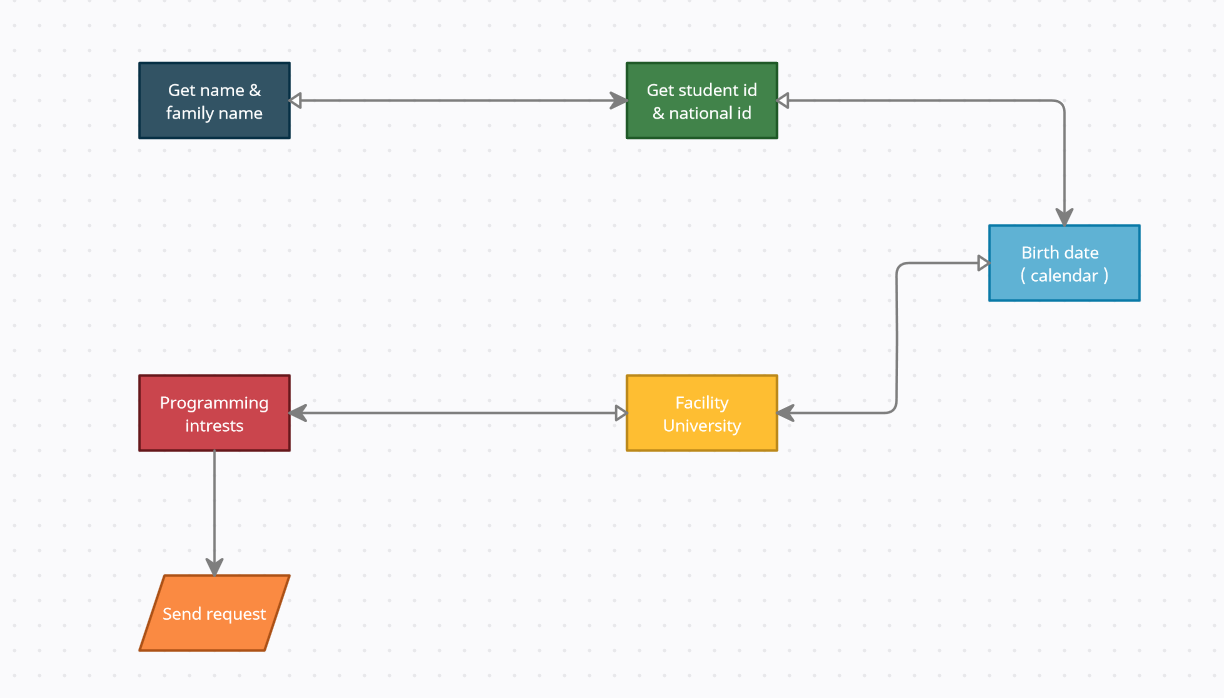 Get name &
family name
Get student id
& national id
Birth date
( calendar )
Facility
University
Programming
intrests
Send request